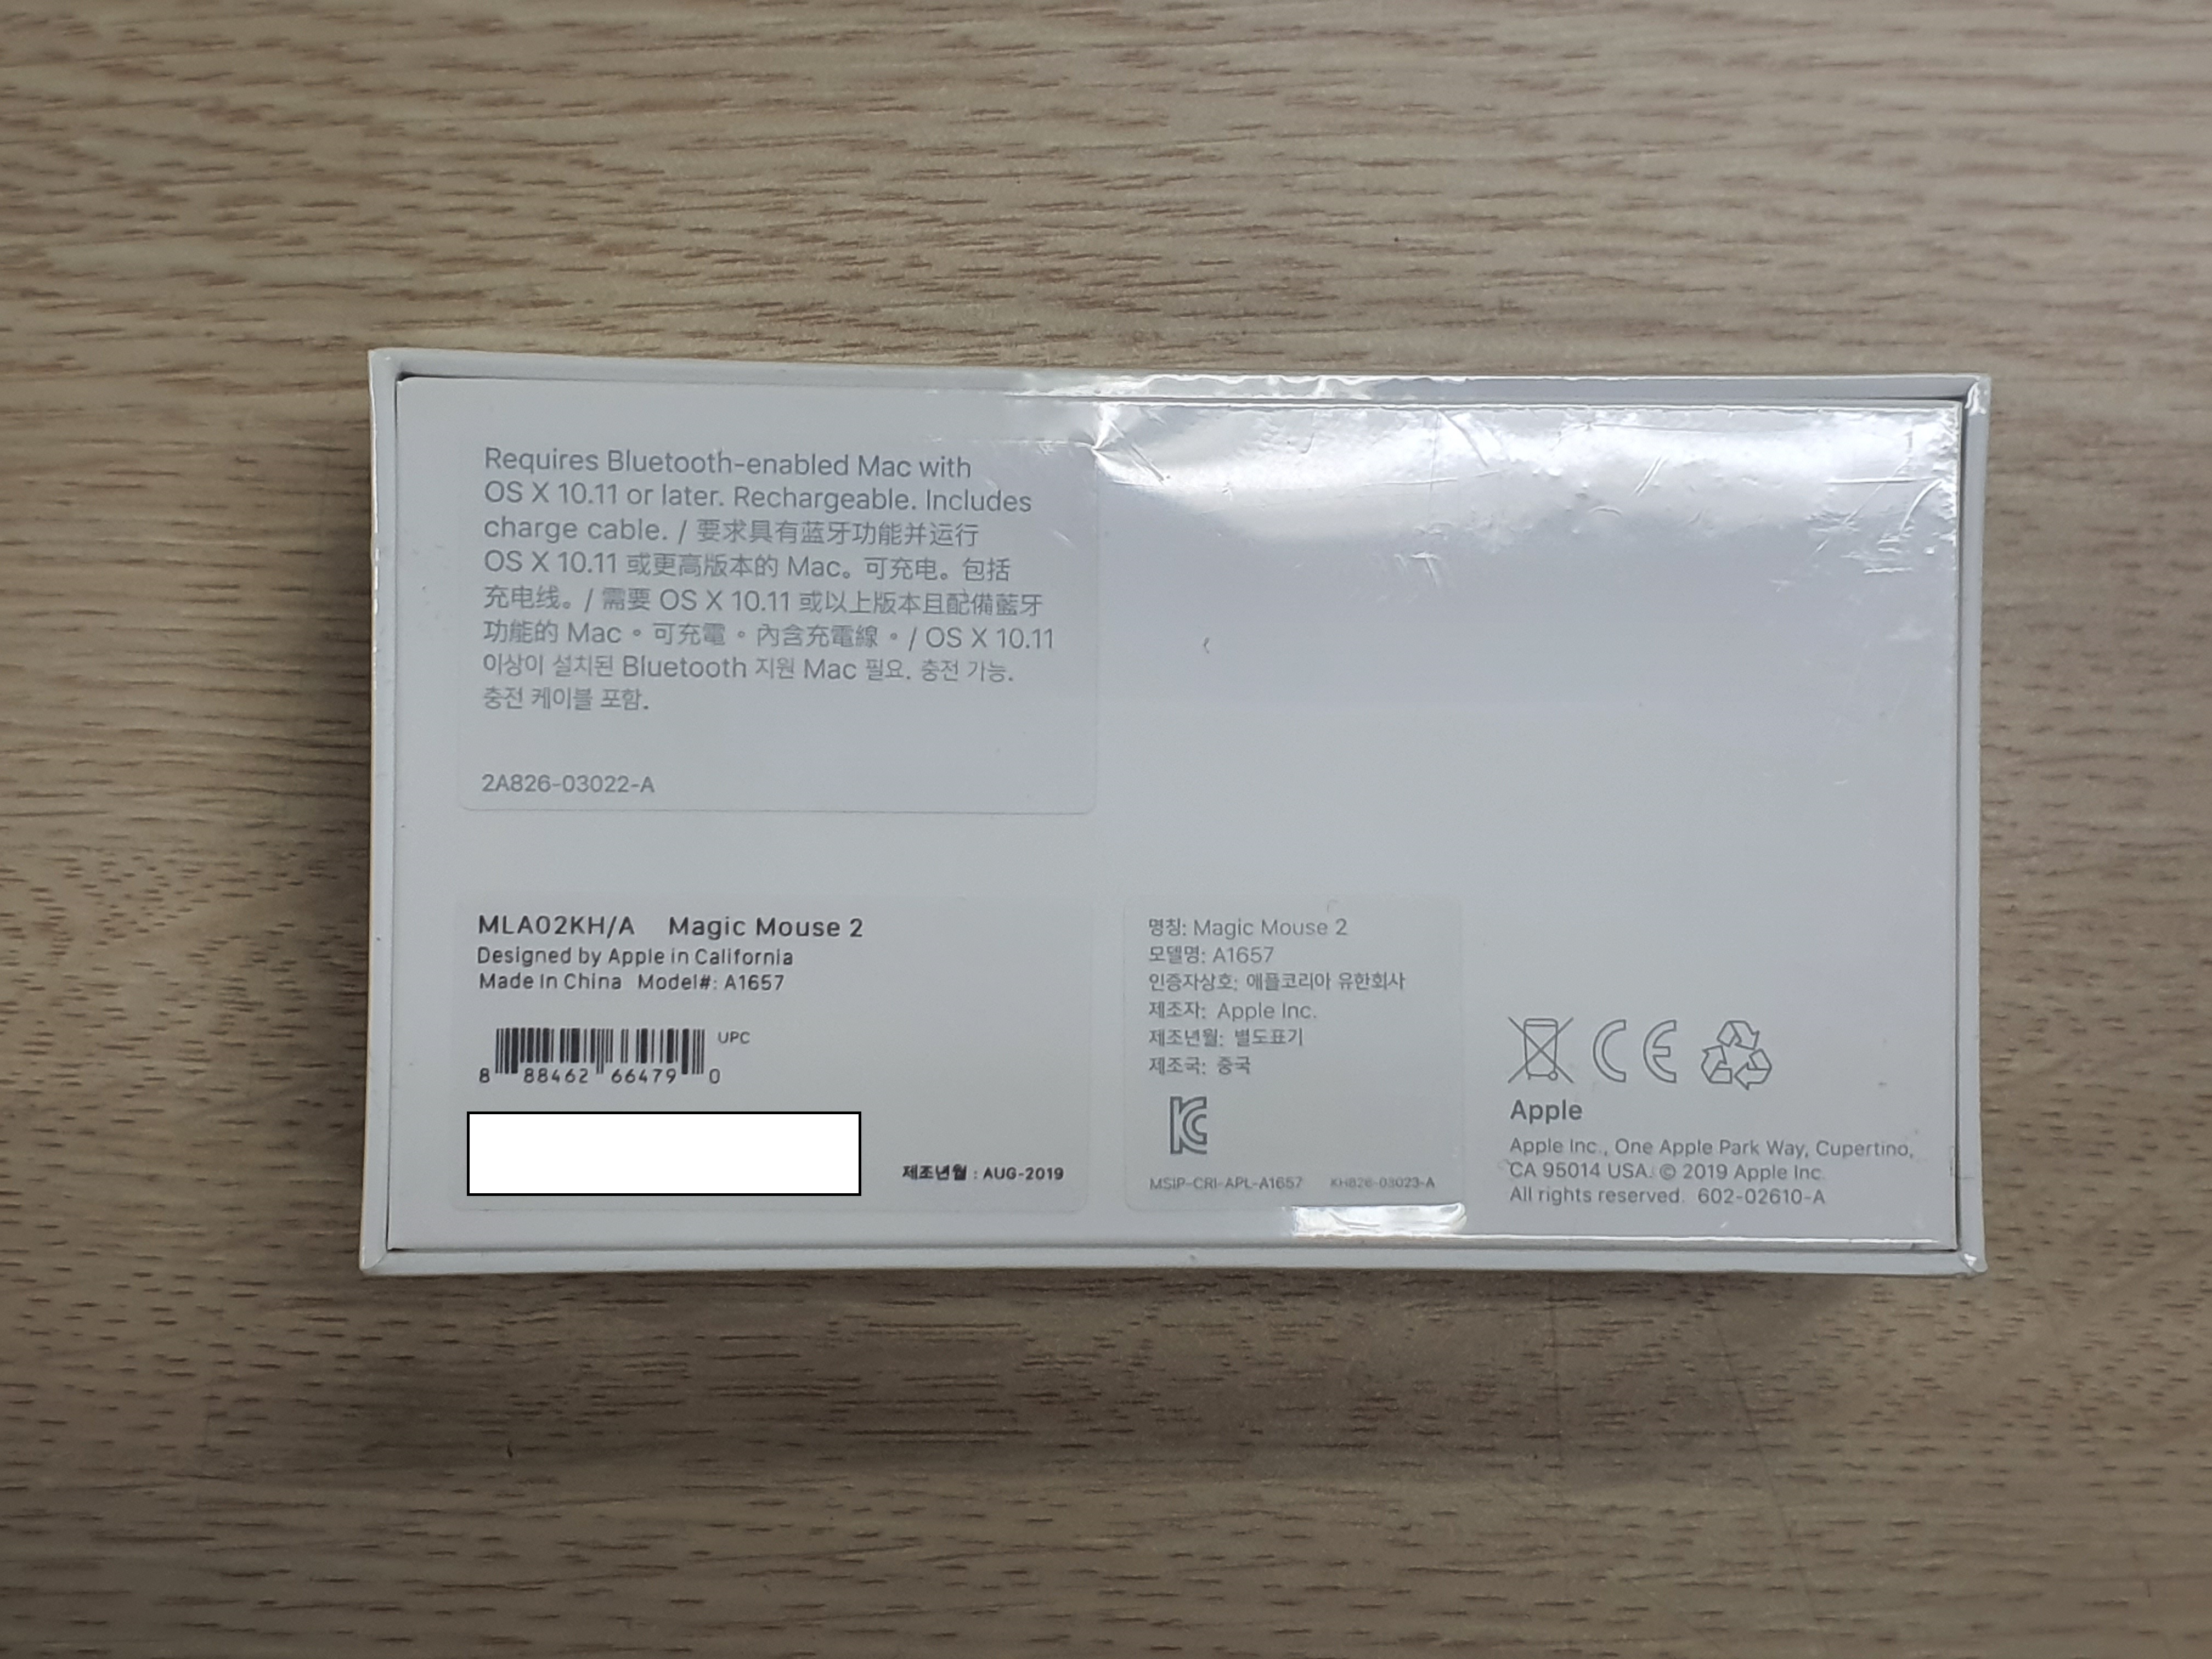 Requires Bluetooth-enabled Mac with
OS X 10.11 or later. Rechargeable. Includes
charge cable. / 要求具有蓝牙功能并运行
OS X 10.11 或更高版本的 Mac。可充电。包括
充电线。/ 需要 OS X 10.11 或以上版本且配備藍牙
功能的 Mac。可充電。內含充電線。/ OS X 10.11
이상이 설치된 Bluetooth 지원 Mac 필요. 충전 가능.
충전 케이블 포함.
2A826-03022-A
MLA02KH/A Magic Mouse 2
Designed by Apple in California
Made In China Model#: A1657
UPC
8 88462 66479 0
제조년월 : AUG-2019
명칭: Magic Mouse 2
모델명: A1657
인증자상호: 애플코리아 유한회사
제조자: Apple Inc.
제조년월: 별도표기
제조국: 중국
MSIP-CRI-APL-A1657 KH826-03023-A
CE
Apple
Apple Inc., One Apple Park Way, Cupertino,
CA 95014 USA. © 2019 Apple Inc.
All rights reserved. 602-02610-A